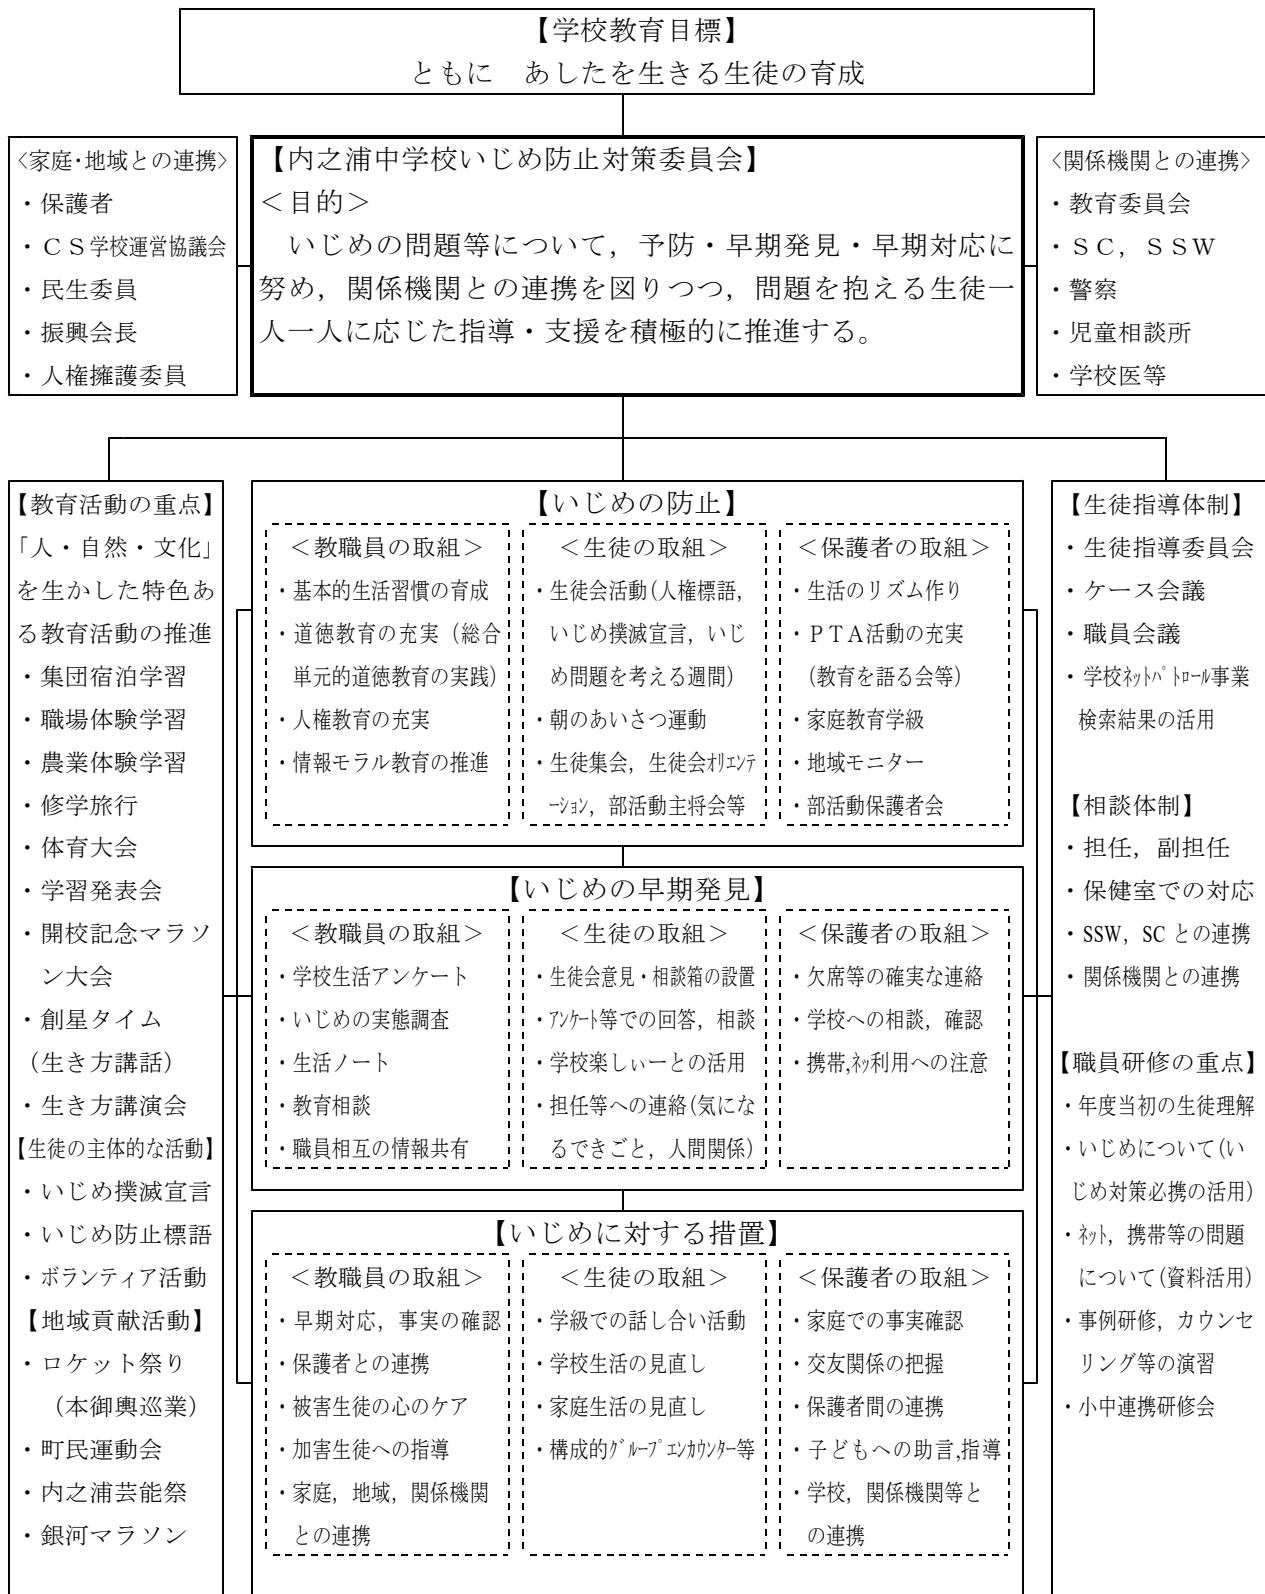 【学校教育目標】
ともに　あしたを生きる生徒の育成
〈家庭・地域との連携〉
・保護者
・ＣＳ学校運営協議会
・民生委員
・振興会長
・人権擁護委員
【内之浦中学校いじめ防止対策委員会】
＜目的＞
　いじめの問題等について，予防・早期発見・早期対応に
努め，関係機関との連携を図りつつ，問題を抱える生徒一
人一人に応じた指導・支援を積極的に推進する。
〈関係機関との連携〉
・教育委員会
・ＳＣ，ＳＳＷ
・警察
・児童相談所
・学校医等
【教育活動の重点】
「人・自然・文化」
を生かした特色あ
る教育活動の推進
・集団宿泊学習
・職場体験学習
・農業体験学習
・修学旅行
・体育大会
・学習発表会
・開校記念マラソ
ン大会
・創星タイム
（生き方講話）
・生き方講演会
【生徒の主体的な活動】
・いじめ撲滅宣言
・いじめ防止標語
・ボランティア活動
【地域貢献活動】
・ロケット祭り
（本御輿巡業）
・町民運動会
・内之浦芸能祭
・銀河マラソン
【いじめの防止】
＜教職員の取組＞
・基本的生活習慣の育成
・道徳教育の充実（総合
単元的道徳教育の実践）
・人権教育の充実
・情報モラル教育の推進
＜生徒の取組＞
・生徒会活動(人権標語，
いじめ撲滅宣言，いじ
め問題を考える週間)
・朝のあいさつ運動
・生徒集会，生徒会ｵﾘｴﾝﾃ
ｰｼｮﾝ，部活動主将会等
＜保護者の取組＞
・生活のリズム作り
・ＰＴＡ活動の充実
（教育を語る会等）
・家庭教育学級
・地域モニター
・部活動保護者会
【いじめの早期発見】
＜教職員の取組＞
・学校生活アンケート
・いじめの実態調査
・生活ノート
・教育相談
・職員相互の情報共有
＜生徒の取組＞
・生徒会意見・相談箱の設置
・ｱﾝｹｰﾄ等での回答，相談
・学校楽しぃーとの活用
・担任等への連絡(気にな
るできごと，人間関係)
＜保護者の取組＞
・欠席等の確実な連絡
・学校への相談，確認
・携帯,ﾈｯﾄ利用への注意
【いじめに対する措置】
＜教職員の取組＞
・早期対応，事実の確認
・保護者との連携
・被害生徒の心のケア
・加害生徒への指導
・家庭，地域，関係機関
との連携
＜生徒の取組＞
・学級での話し合い活動
・学校生活の見直し
・家庭生活の見直し
・構成的ｸﾞﾙｰﾌﾟｴﾝｶｳﾝﾀｰ等
＜保護者の取組＞
・家庭での事実確認
・交友関係の把握
・保護者間の連携
・子どもへの助言,指導
・学校，関係機関等と
の連携
【生徒指導体制】
・生徒指導委員会
・ケース会議
・職員会議
・学校ﾈｯﾄﾊﾟﾄﾛｰﾙ事業
検索結果の活用
【相談体制】
・担任，副担任
・保健室での対応
・SSW，SC との連携
・関係機関との連携
【職員研修の重点】
・年度当初の生徒理解
・いじめについて(い
じめ対策必携の活用)
・ﾈｯﾄ，携帯等の問題
について(資料活用)
・事例研修，カウンセ
リング等の演習
・小中連携研修会